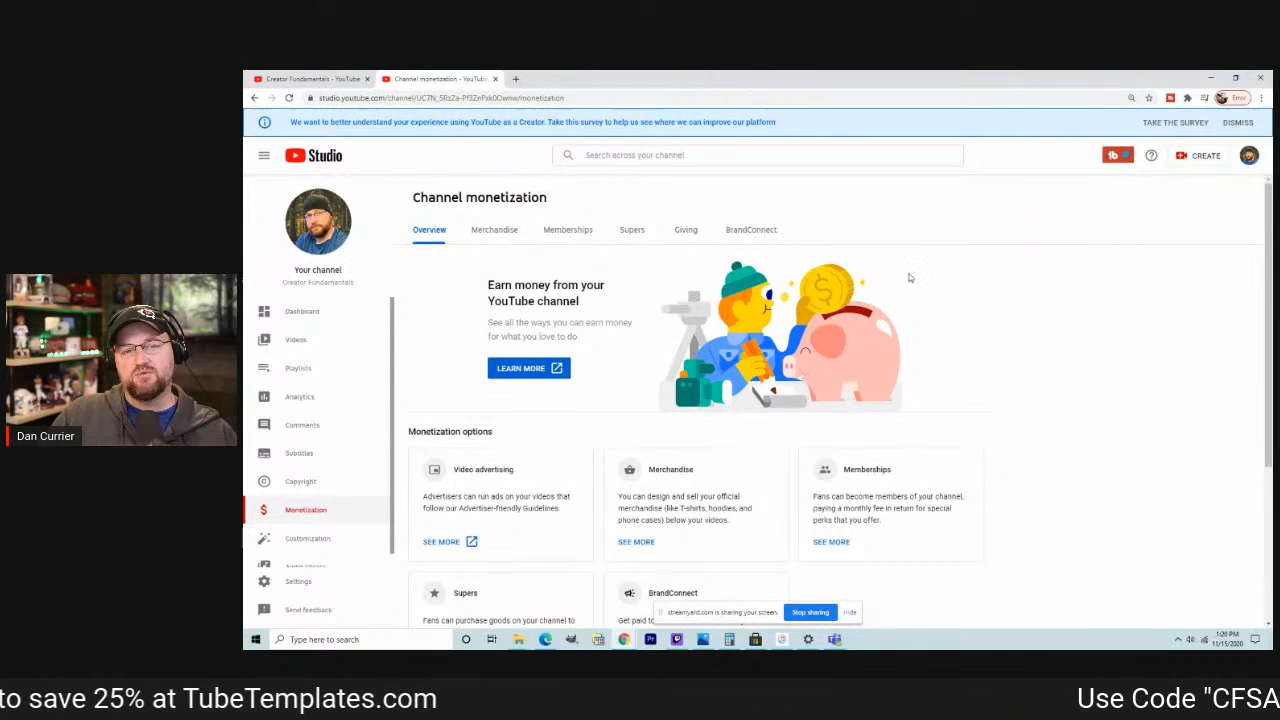 Creator Fundamentals - YouTube
Channel monetization - YouTub
studio.youtube.com/channel/
/monetization
Error
We want to better understand your experience using YouTube as a Creator. Take this survey to help us see where we can improve our platform
TAKE THE SURVEY
DISMISS
Studio
Search across your channel
CREATE
Your channel
Creator Fundamentals
Dashboard
Videos
Playlists
Analytics
Comments
Subtitles
Copyright
Monetization
Customization
Settings
Send feedback
Channel monetization
Overview Merchandise Memberships Supers Giving BrandConnect
Earn money from your
YouTube channel
See all the ways you can earn money
for what you love to do
LEARN MORE
Monetization options
Video advertising
Advertisers can run ads on your videos that
follow our Advertiser-friendly Guidelines.
SEE MORE
Merchandise
You can design and sell your official
merchandise (like T-shirts, hoodies, and
phone cases) below your videos.
SEE MORE
Memberships
Fans can become members of your channel,
paying a monthly fee in return for special
perks that you offer.
SEE MORE
Supers
Fans can purchase goods on your channel to
BrandConnect
Get paid to
streamyard.com is sharing your screen.
Stop sharing
Hide
Type here to search
1:20 PM
11/15/2020
Dan Currier
to save 25% at TubeTemplates.com
Use Code "CFSA